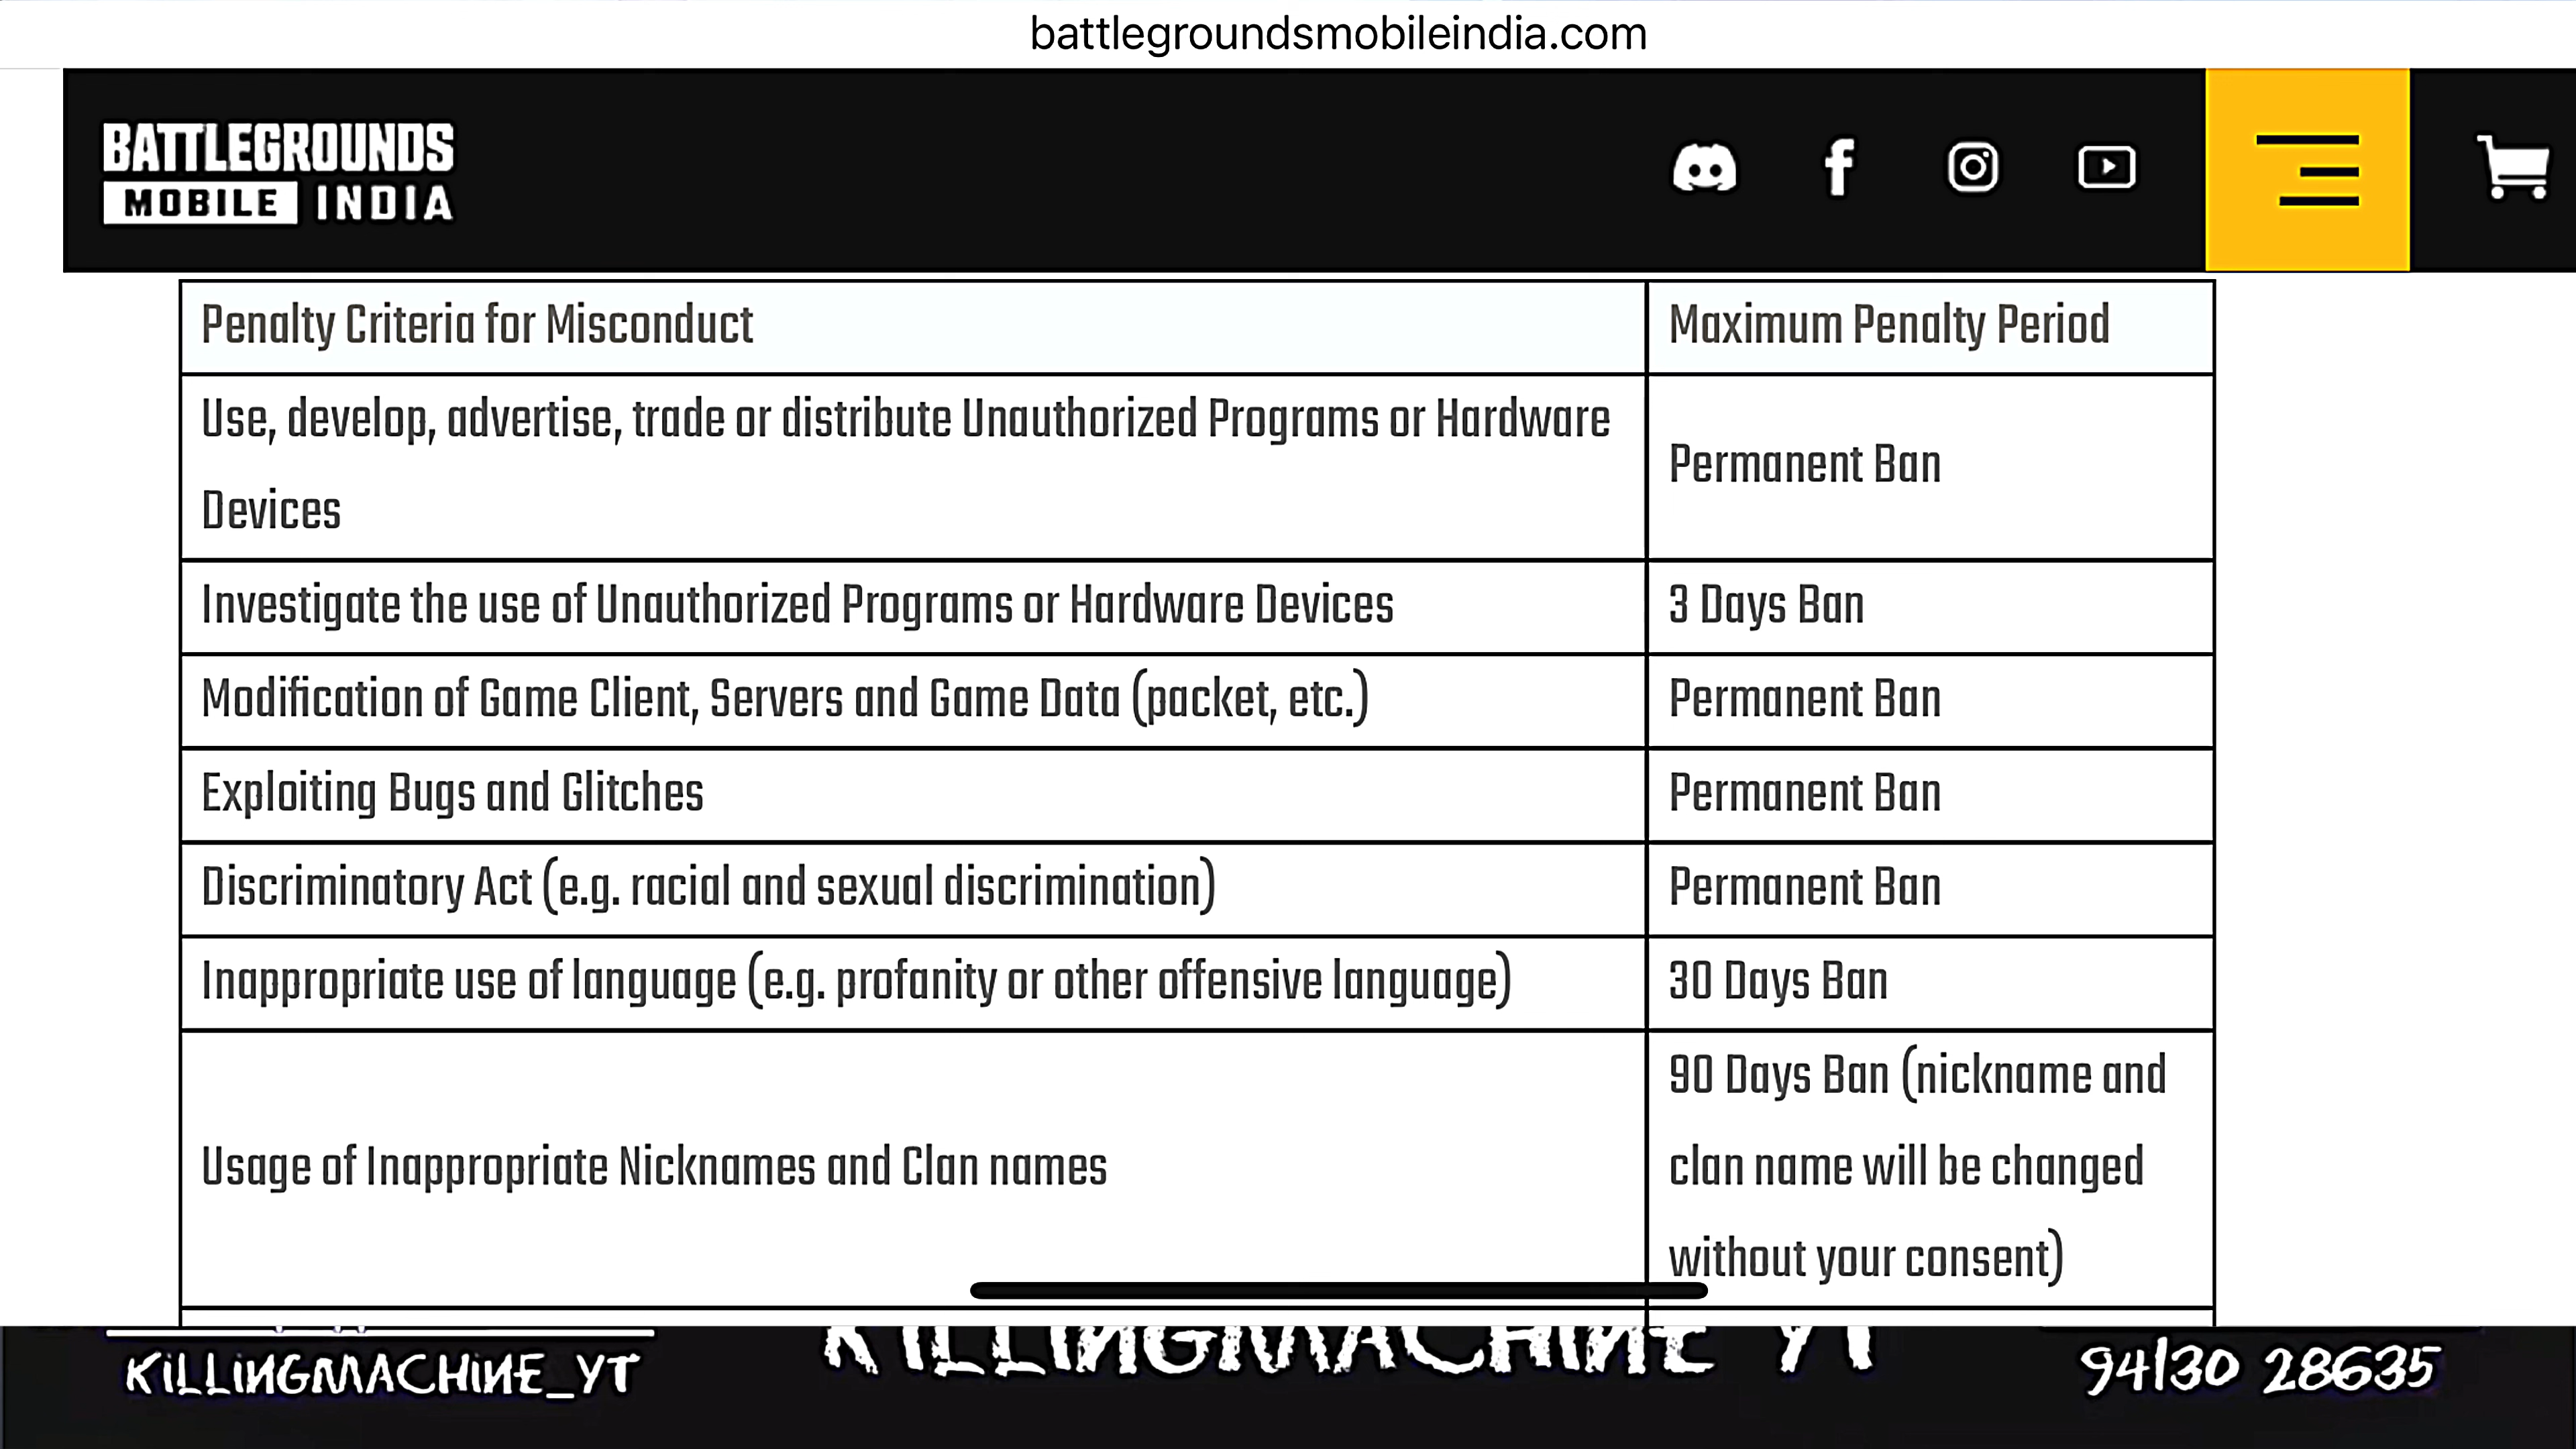 battlegroundsmobileindia.com
BATTLEGROUNDS
MOBILE INDIA
Penalty Criteria for Misconduct
Maximum Penalty Period
Use, develop, advertise, trade or distribute Unauthorized Programs or Hardware
Devices
Permanent Ban
Investigate the use of Unauthorized Programs or Hardware Devices
3 Days Ban
Modification of Game Client, Servers and Game Data (packet, etc.)
Permanent Ban
Exploiting Bugs and Glitches
Permanent Ban
Discriminatory Act (e.g. racial and sexual discrimination)
Permanent Ban
Inappropriate use of language (e.g. profanity or other offensive language)
30 Days Ban
Usage of Inappropriate Nicknames and Clan names
90 Days Ban (nickname and
clan name will be changed
without your consent)
KILLINGMACHINE_YT
KILLINGMACHINE YT
94130 28635